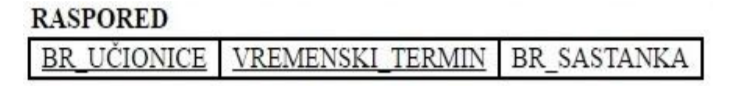 RASPORED
BR_UČIONICE VREMENSKI_TERMIN BR_SASTANKA